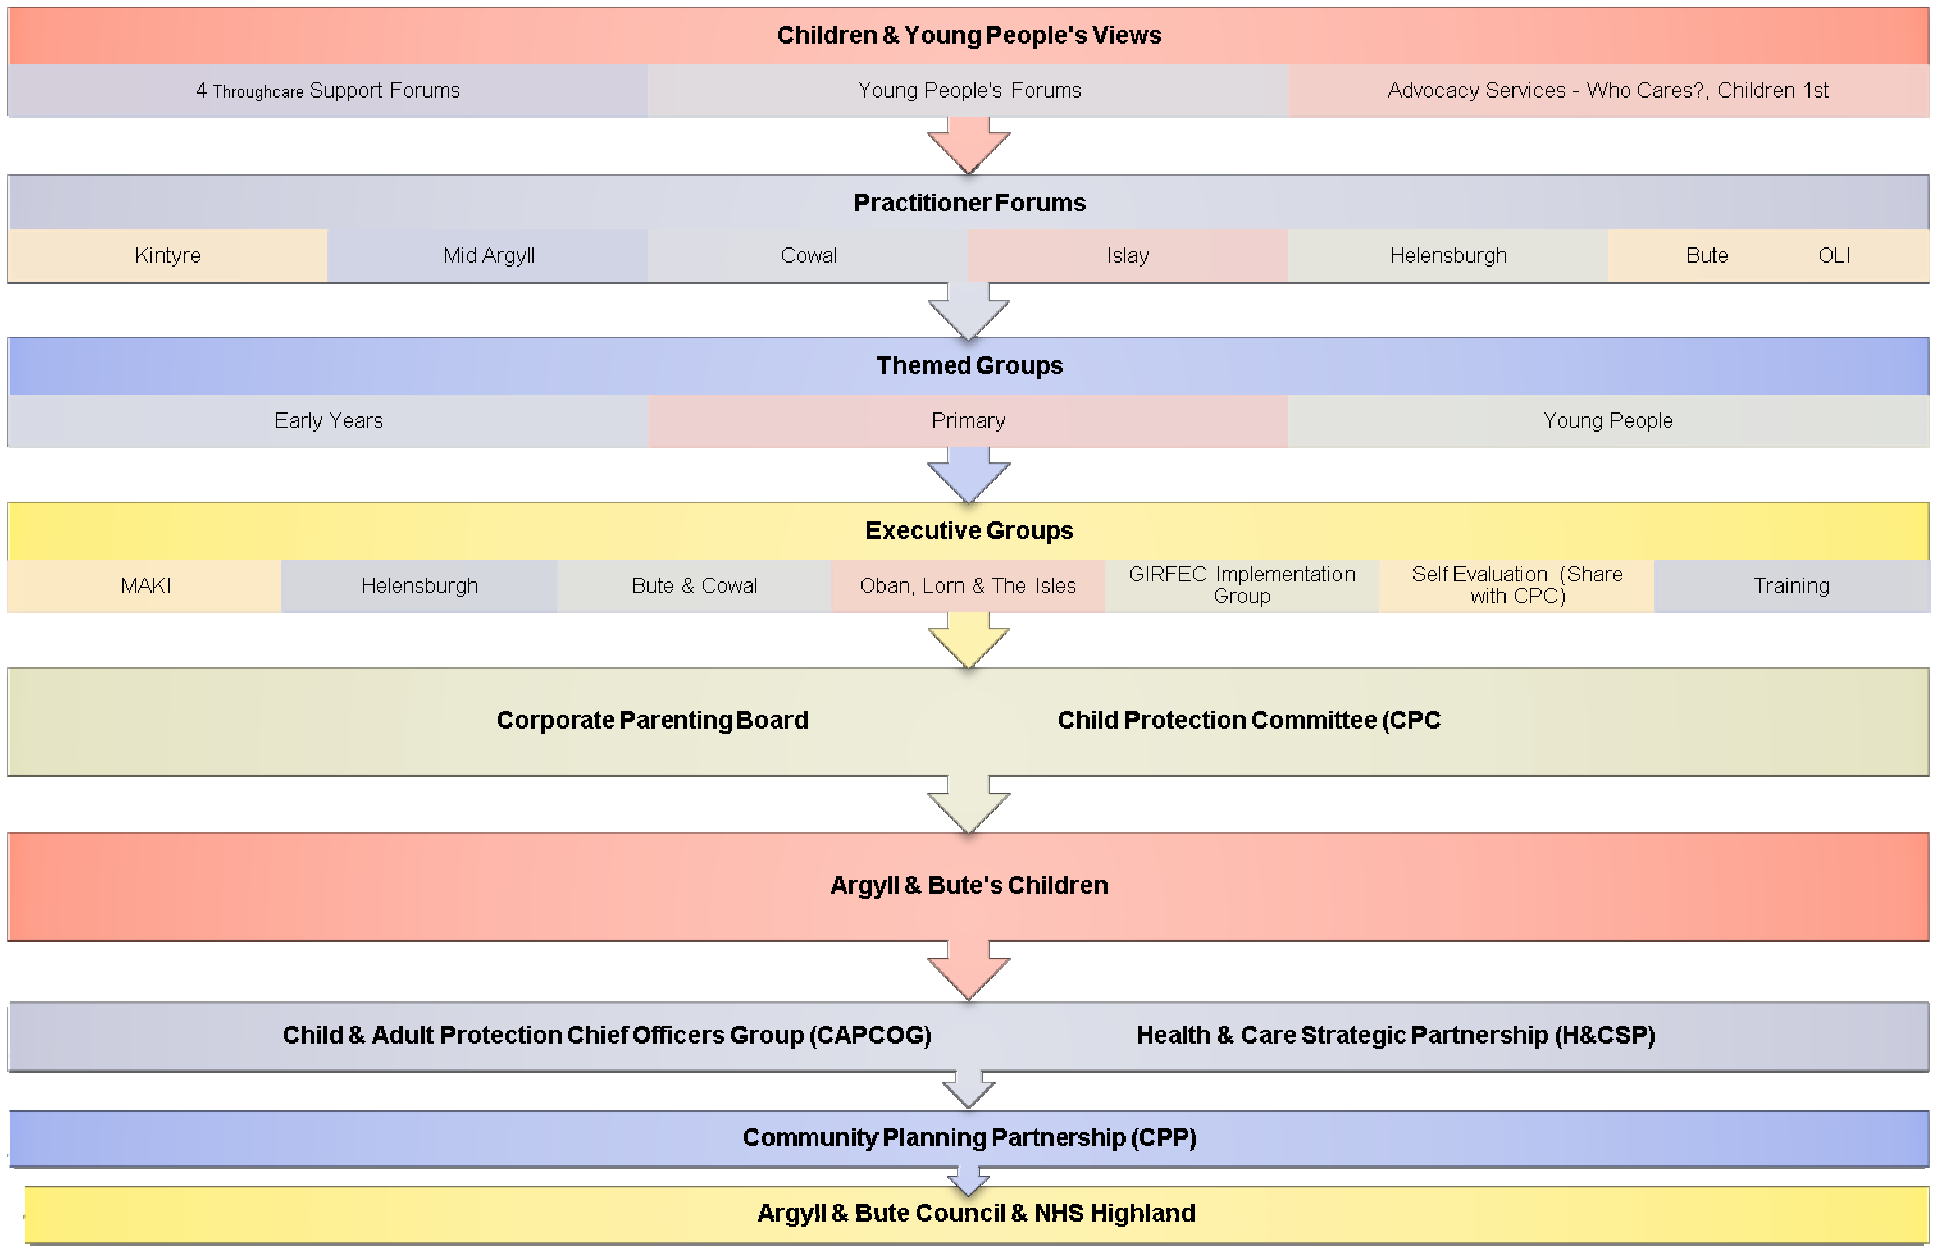 Children & Young People's Views
4 Throughcare Support Forums
Young People's Forums
Advocacy Services - Who Cares?, Children 1st
Practitioner Forums
Kintyre
Mid Argyll
Cowal
Islay
Helensburgh
Bute
OLI
Themed Groups
Early Years
Primary
Young People
Executive Groups
MAKI
Helensburgh
Bute & Cowal
Oban, Lorn & The Isles
GIRFEC Implementation
Group
Self Evaluation (Share
with CPC)
Training
Corporate Parenting Board
Child Protection Committee (CPC
Argyll & Bute's Children
Child & Adult Protection Chief Officers Group (CAPCOG)
Health & Care Strategic Partnership (H&CSP)
Community Planning Partnership (CPP)
Argyll & Bute Council & NHS Highland